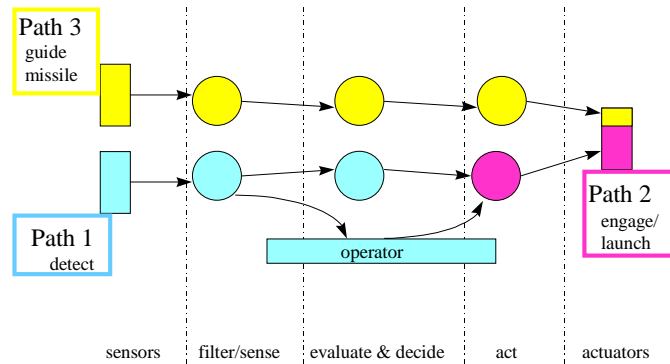 Path 3
guide
missile
Path 1
detect
operator
Path 2
engage/
launch
sensors
filter/sense
evaluate & decide
act
actuators